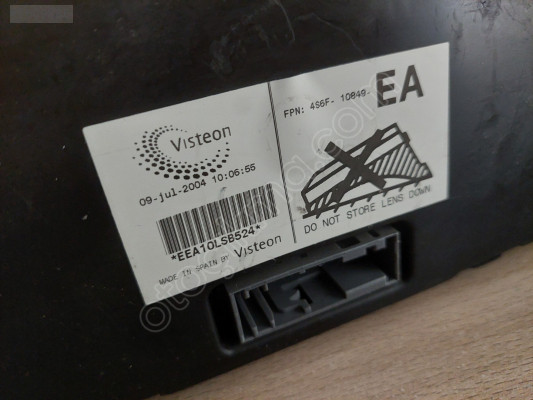 Visteon
09-jul-2004 10:06:55
*EEA10LSB524*
MADE IN SPAIN BY Visteon
FPN: 4S6F- 10849- EA
DO NOT STORE LENS DOWN